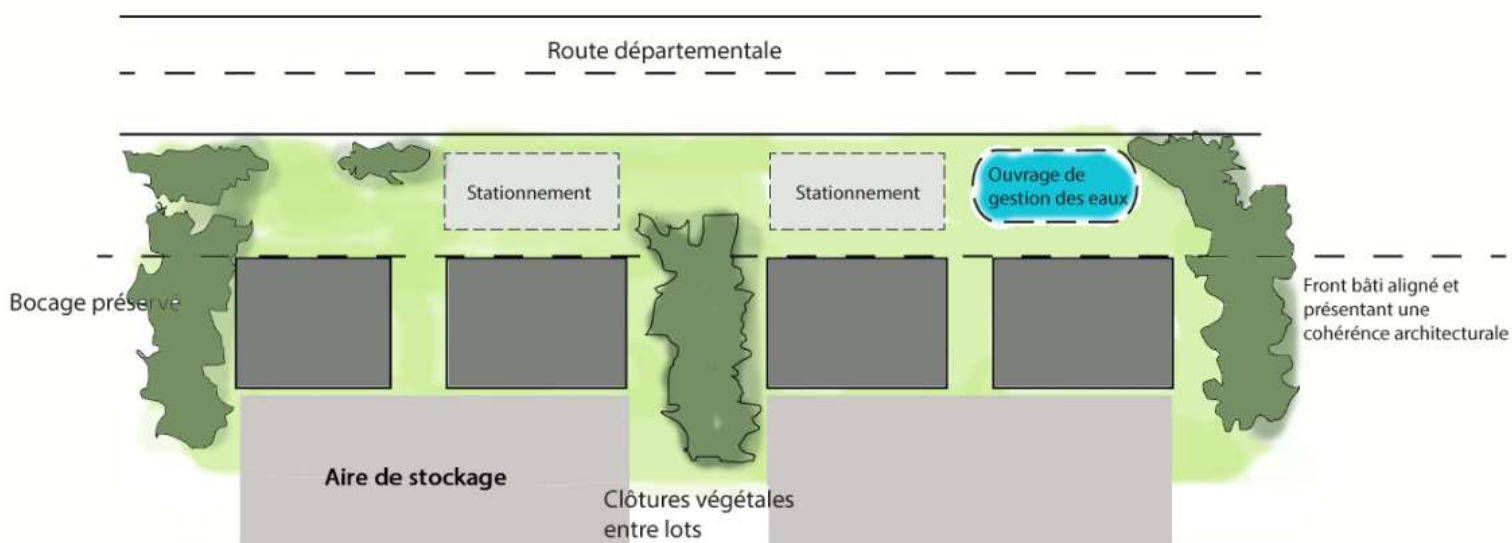 Route départementale
Stationnement
Stationnement
Ouvrage de
gestion des eaux
Bocage préservé
Front bâti aligné et
présentant une
cohérénce architecturale
Aire de stockage
Clôtures végétales
entre lots